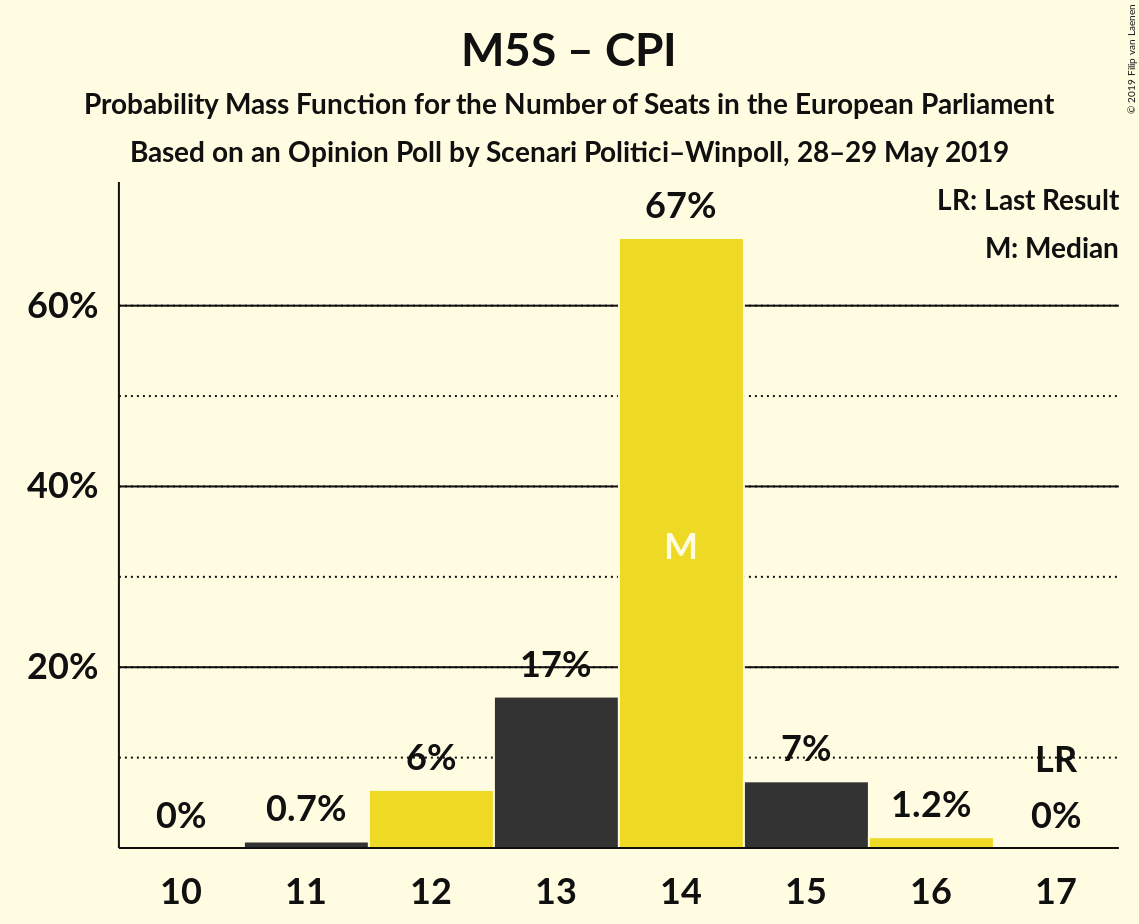 M5S – CPI
Probability Mass Function for the Number of Seats in the European Parliament
Based on an Opinion Poll by Scenari Politici–Winpoll, 28–29 May 2019
© 2019 Filip van Laenen
LR: Last Result
M: Median
67%
60%
40%
M
20%
17%
6%
7%
LR
0%
0.7%
1.2%
0%
10 11 12 13 14 15 16 17